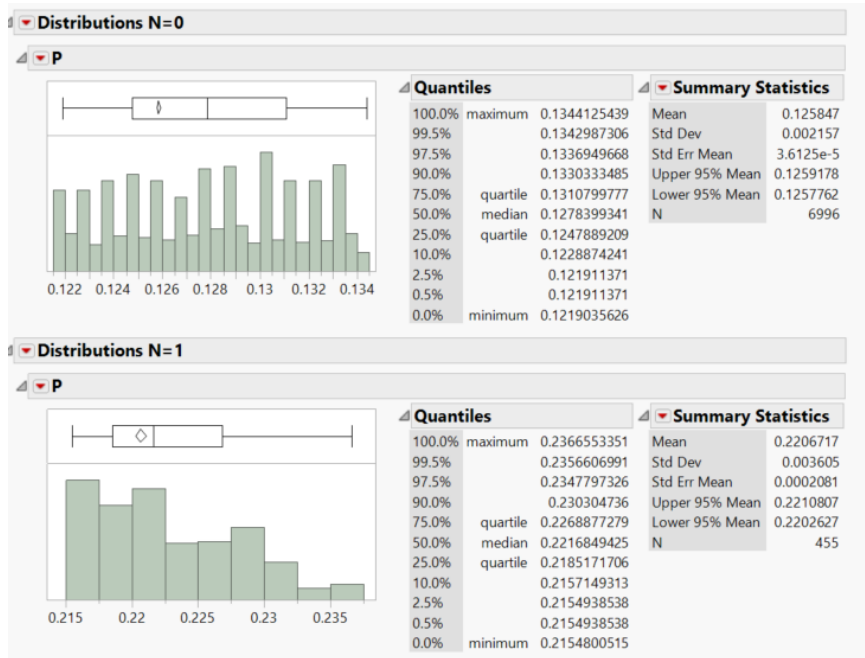 Distributions N=0
P
Quantiles
100.0% maximum 0.1344125439
99.5% 0.1342987306
97.5% 0.1336949668
90.0% 0.1330333485
75.0% quartile 0.1310799777
50.0% median 0.1278399341
25.0% quartile 0.1247889209
10.0% 0.1228874241
2.5% 0.121911371
0.5% 0.121911371
0.0% minimum 0.1219035626
Summary Statistics
Mean 0.125847
Std Dev 0.002157
Std Err Mean 3.6125e-5
Upper 95% Mean 0.1259178
Lower 95% Mean 0.1257762
N 6996
0.122 0.124 0.126 0.128 0.13 0.132 0.134
Distributions N=1
P
Quantiles
100.0% maximum 0.2366553351
99.5% 0.2356606991
97.5% 0.2347797326
90.0% 0.230304736
75.0% quartile 0.2268877279
50.0% median 0.2216849425
25.0% quartile 0.2185171706
10.0% 0.2157149313
2.5% 0.2154938538
0.5% 0.2154938538
0.0% minimum 0.2154800515
Summary Statistics
Mean 0.2206717
Std Dev 0.003605
Std Err Mean 0.0002081
Upper 95% Mean 0.2210807
Lower 95% Mean 0.2202627
N 455
0.215 0.22 0.225 0.23 0.235